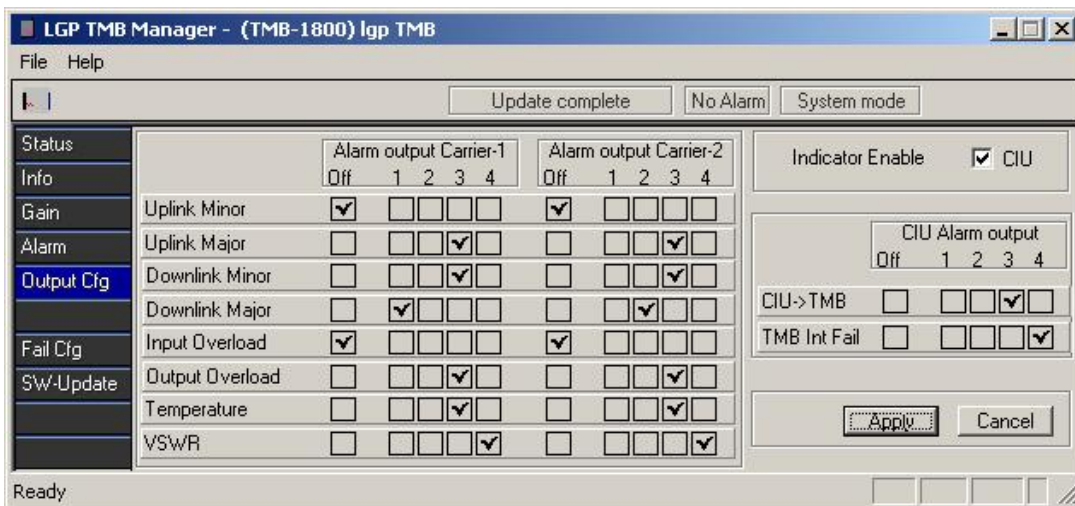 LGP TMB Manager - (TMB-1800) lgp TMB
File Help
Update complete No Alarm System mode
Status
Info
Gain
Alarm
Output Cfg
Fail Cfg
SW-Update
Alarm output Carrier-1 Alarm output Carrier-2
Off 1 2 3 4 Off 1 2 3 4
Uplink Minor
Uplink Major
Downlink Minor
Downlink Major
Input Overload
Output Overload
Temperature
VSWR
Indicator Enable CIU
CIU Alarm output
Off 1 2 3 4
CIU->TMB
TMB Int Fail
Apply Cancel
Ready